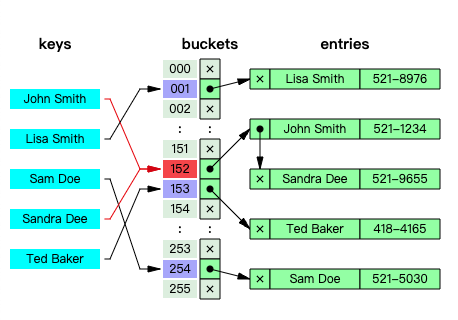 keys
buckets
entries
John Smith
Lisa Smith
Sam Doe
Sandra Dee
Ted Baker
000 ×
001
002 ×
: :
151 ×
152
153
154 ×
: :
253 ×
254
255 ×
× Lisa Smith 521–8976
John Smith 521–1234
× Sandra Dee 521–9655
× Ted Baker 418–4165
× Sam Doe 521–5030